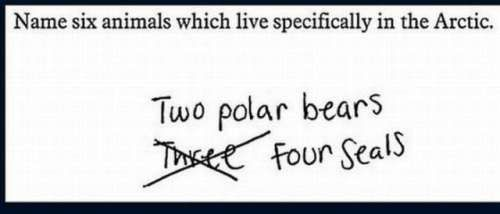 Name six animals which live specifically in the Arctic.
Two polar bears
Three Four Seals